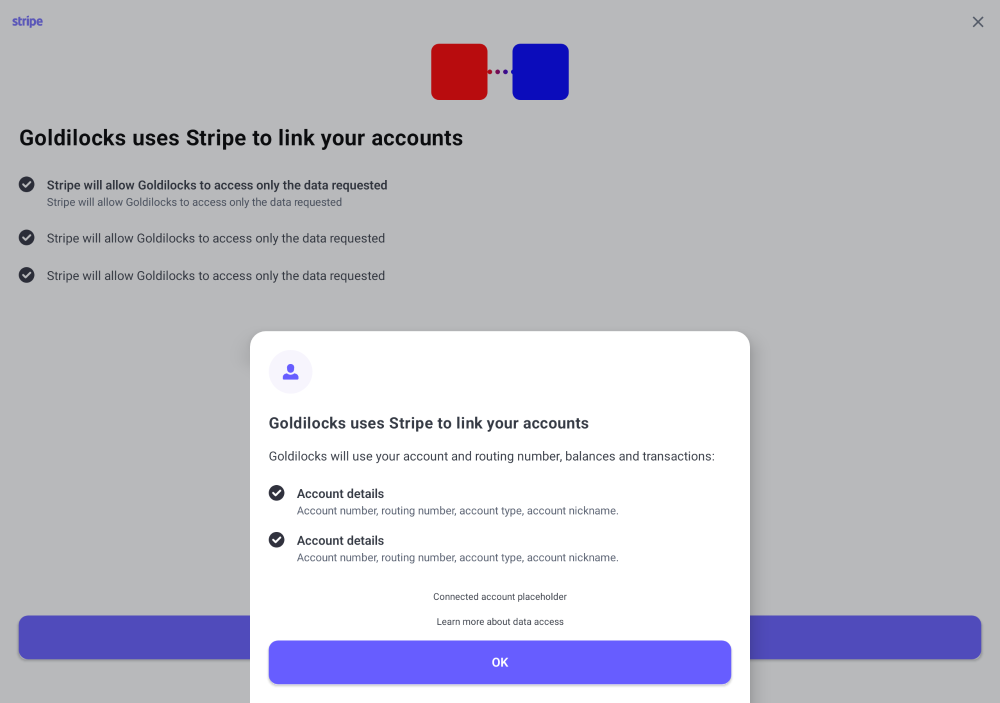 stripe
Goldilocks uses Stripe to link your accounts
Stripe will allow Goldilocks to access only the data requested
Stripe will allow Goldilocks to access only the data requested
Stripe will allow Goldilocks to access only the data requested
Stripe will allow Goldilocks to access only the data requested
Goldilocks uses Stripe to link your accounts
Goldilocks will use your account and routing number, balances and transactions:
Account details
Account number, routing number, account type, account nickname.
Account details
Account number, routing number, account type, account nickname.
Connected account placeholder
Learn more about data access
OK